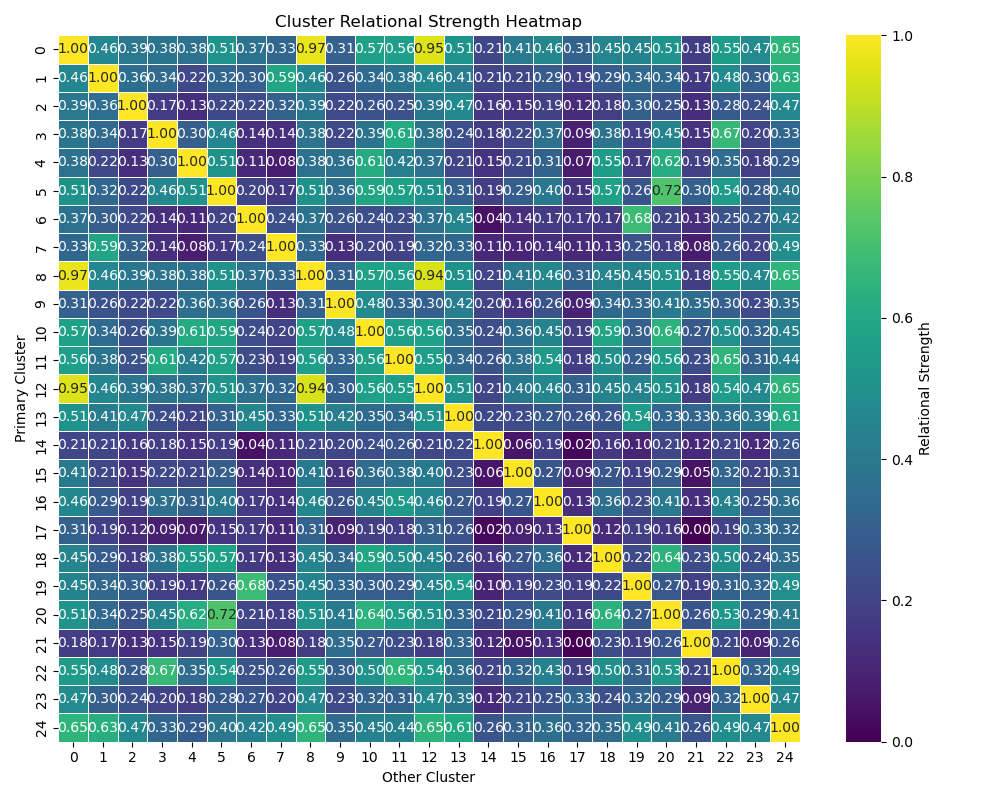 Cluster Relational Strength Heatmap
0 1.00 0.46 0.39 0.38 0.38 0.51 0.37 0.33 0.97 0.31 0.57 0.56 0.95 0.51 0.21 0.41 0.46 0.31 0.45 0.45 0.51 0.18 0.55 0.47 0.65
1 0.46 1.00 0.36 0.34 0.22 0.32 0.30 0.59 0.46 0.26 0.34 0.38 0.46 0.41 0.21 0.21 0.29 0.19 0.29 0.34 0.34 0.17 0.48 0.30 0.63
2 0.39 0.36 1.00 0.17 0.13 0.22 0.22 0.32 0.39 0.22 0.26 0.25 0.39 0.47 0.16 0.15 0.19 0.12 0.18 0.30 0.25 0.13 0.28 0.24 0.47
3 0.38 0.34 0.17 1.00 0.30 0.46 0.14 0.14 0.38 0.22 0.39 0.61 0.38 0.24 0.18 0.22 0.37 0.09 0.38 0.19 0.45 0.15 0.67 0.20 0.33
4 0.38 0.22 0.13 0.30 1.00 0.51 0.11 0.08 0.38 0.36 0.61 0.42 0.37 0.21 0.15 0.21 0.31 0.07 0.55 0.17 0.62 0.19 0.35 0.18 0.29
5 0.51 0.32 0.22 0.46 0.51 1.00 0.20 0.17 0.51 0.36 0.59 0.57 0.51 0.31 0.19 0.29 0.40 0.15 0.57 0.26 0.72 0.30 0.54 0.28 0.40
6 0.37 0.30 0.22 0.14 0.11 0.20 1.00 0.24 0.37 0.26 0.24 0.23 0.37 0.45 0.04 0.14 0.17 0.17 0.17 0.68 0.21 0.13 0.25 0.27 0.42
7 0.33 0.59 0.32 0.14 0.08 0.17 0.24 1.00 0.33 0.13 0.20 0.19 0.32 0.33 0.11 0.10 0.14 0.11 0.13 0.25 0.18 0.08 0.26 0.20 0.49
8 0.97 0.46 0.39 0.38 0.38 0.51 0.37 0.33 1.00 0.31 0.57 0.56 0.94 0.51 0.21 0.41 0.46 0.31 0.45 0.45 0.51 0.18 0.55 0.47 0.65
9 0.31 0.26 0.22 0.22 0.36 0.36 0.26 0.13 0.31 1.00 0.48 0.33 0.30 0.42 0.20 0.16 0.26 0.09 0.34 0.33 0.41 0.35 0.30 0.23 0.35
10 0.57 0.34 0.26 0.39 0.61 0.59 0.24 0.20 0.57 0.48 1.00 0.56 0.56 0.35 0.24 0.36 0.45 0.19 0.59 0.30 0.64 0.27 0.50 0.32 0.45
11 0.56 0.38 0.25 0.61 0.42 0.57 0.23 0.19 0.56 0.33 0.56 1.00 0.55 0.34 0.26 0.38 0.54 0.18 0.50 0.29 0.56 0.23 0.65 0.31 0.44
12 0.95 0.46 0.39 0.38 0.37 0.51 0.37 0.32 0.94 0.30 0.56 0.55 1.00 0.51 0.21 0.40 0.46 0.31 0.45 0.45 0.51 0.18 0.54 0.47 0.65
13 0.51 0.41 0.47 0.24 0.21 0.31 0.45 0.33 0.51 0.42 0.35 0.34 0.51 1.00 0.22 0.23 0.27 0.26 0.26 0.54 0.33 0.33 0.36 0.39 0.61
14 0.21 0.21 0.16 0.18 0.15 0.19 0.04 0.11 0.21 0.20 0.24 0.26 0.21 0.22 1.00 0.06 0.19 0.02 0.16 0.10 0.21 0.12 0.21 0.12 0.26
15 0.41 0.21 0.15 0.22 0.21 0.29 0.14 0.10 0.41 0.16 0.36 0.38 0.40 0.23 0.06 1.00 0.27 0.09 0.27 0.19 0.29 0.05 0.32 0.21 0.31
16 0.46 0.29 0.19 0.37 0.31 0.40 0.17 0.14 0.46 0.26 0.45 0.54 0.46 0.27 0.19 0.27 1.00 0.13 0.36 0.23 0.41 0.13 0.43 0.25 0.36
17 0.31 0.19 0.12 0.09 0.07 0.15 0.17 0.11 0.31 0.09 0.19 0.18 0.31 0.26 0.02 0.09 0.13 1.00 0.12 0.19 0.16 0.00 0.19 0.33 0.32
18 0.45 0.29 0.18 0.38 0.55 0.57 0.17 0.13 0.45 0.34 0.59 0.50 0.45 0.26 0.16 0.27 0.36 0.12 1.00 0.22 0.64 0.23 0.50 0.24 0.35
19 0.45 0.34 0.30 0.19 0.17 0.26 0.68 0.25 0.45 0.33 0.30 0.29 0.45 0.54 0.10 0.19 0.23 0.19 0.22 1.00 0.27 0.19 0.31 0.32 0.49
20 0.51 0.34 0.25 0.45 0.62 0.72 0.21 0.18 0.51 0.41 0.64 0.56 0.51 0.33 0.21 0.29 0.41 0.16 0.64 0.27 1.00 0.26 0.53 0.29 0.41
21 0.18 0.17 0.13 0.15 0.19 0.30 0.13 0.08 0.18 0.35 0.27 0.23 0.18 0.33 0.12 0.05 0.13 0.00 0.23 0.19 0.26 1.00 0.21 0.09 0.26
22 0.55 0.48 0.28 0.67 0.35 0.54 0.25 0.26 0.55 0.30 0.50 0.65 0.54 0.36 0.21 0.32 0.43 0.19 0.50 0.31 0.53 0.21 1.00 0.32 0.49
23 0.47 0.30 0.24 0.20 0.18 0.28 0.27 0.20 0.47 0.23 0.32 0.31 0.47 0.39 0.12 0.21 0.25 0.33 0.24 0.32 0.29 0.09 0.32 1.00 0.47
24 0.65 0.63 0.47 0.33 0.29 0.40 0.42 0.49 0.65 0.35 0.45 0.44 0.65 0.61 0.26 0.31 0.36 0.32 0.35 0.49 0.41 0.26 0.49 0.47 1.00
0 1 2 3 4 5 6 7 8 9 10 11 12 13 14 15 16 17 18 19 20 21 22 23 24
Other Cluster
Primary Cluster
1.0
0.8
0.6
0.4
0.2
0.0
Relational Strength